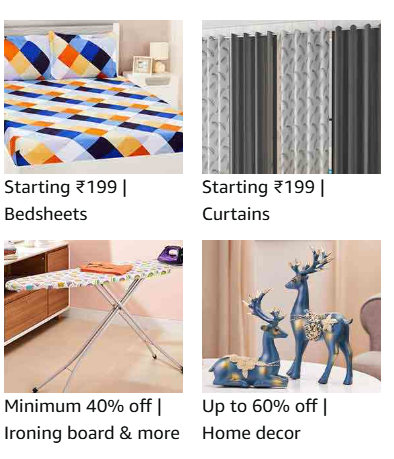 Starting ₹199 |
Bedsheets
Starting ₹199 |
Curtains
Minimum 40% off |
Ironing board & more
Up to 60% off |
Home decor